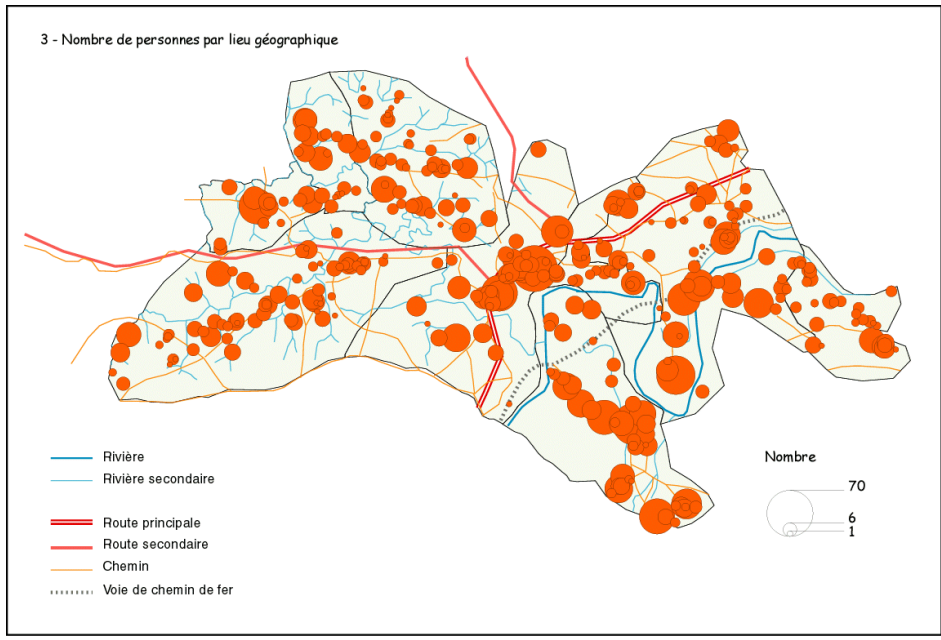 3 - Nombre de personnes par lieu géographique
Rivière
Rivière secondaire
Route principale
Route secondaire
Chemin
Voie de chemin de fer
Nombre
70
6
1